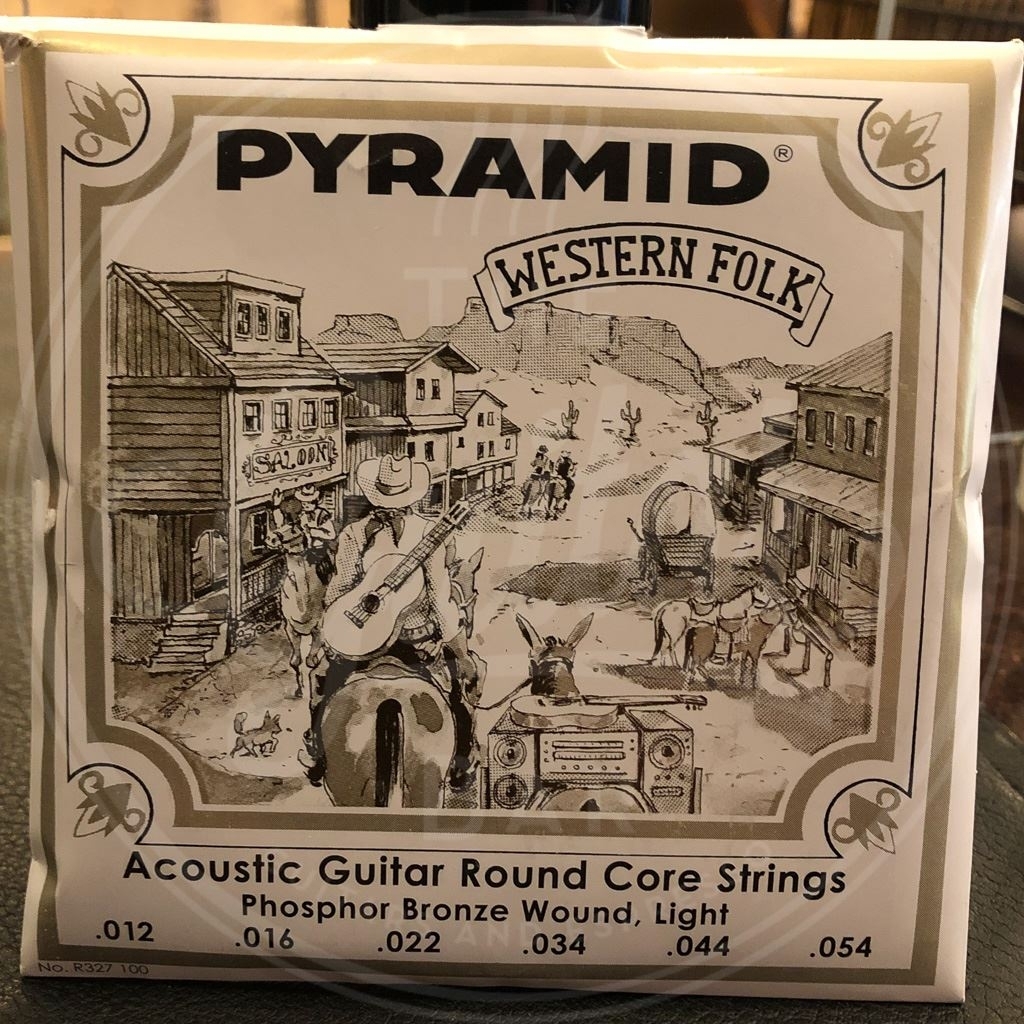 PYRAMID®
WESTERN FOLK
SALOON
Acoustic Guitar Round Core Strings
Phosphor Bronze Wound, Light
.012 .016 .022 .034 .044 .054
No. R327 100